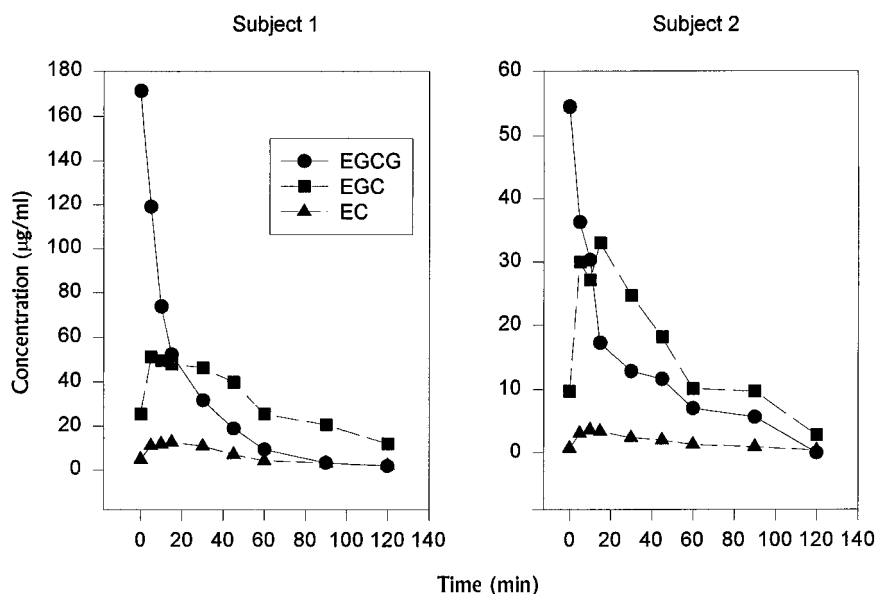 Subject 1
Subject 2
Concentration (μg/ml)
180
160
140
120
100
80
60
40
20
0
EGCG
EGC
EC
0 20 40 60 80 100 120 140
60
50
40
30
20
10
0
0 20 40 60 80 100 120 140
Time (min)